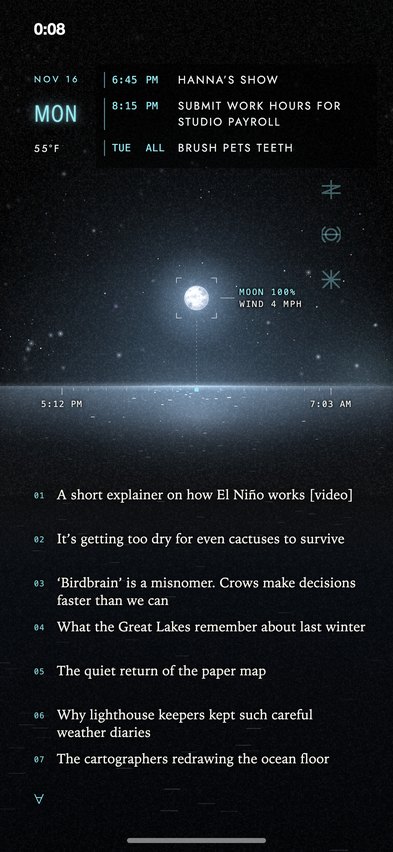 0:08
NOV 16
MON
55°F
6:45 PM HANNA'S SHOW
8:15 PM SUBMIT WORK HOURS FOR
STUDIO PAYROLL
TUE ALL BRUSH PETS TEETH
MOON 100%
WIND 4 MPH
5:12 PM
7:03 AM
01 A short explainer on how El Niño works [video]
02 It’s getting too dry for even cactuses to survive
03 ‘Birdbrain’ is a misnomer. Crows make decisions
faster than we can
04 What the Great Lakes remember about last winter
05 The quiet return of the paper map
06 Why lighthouse keepers kept such careful
weather diaries
07 The cartographers redrawing the ocean floor